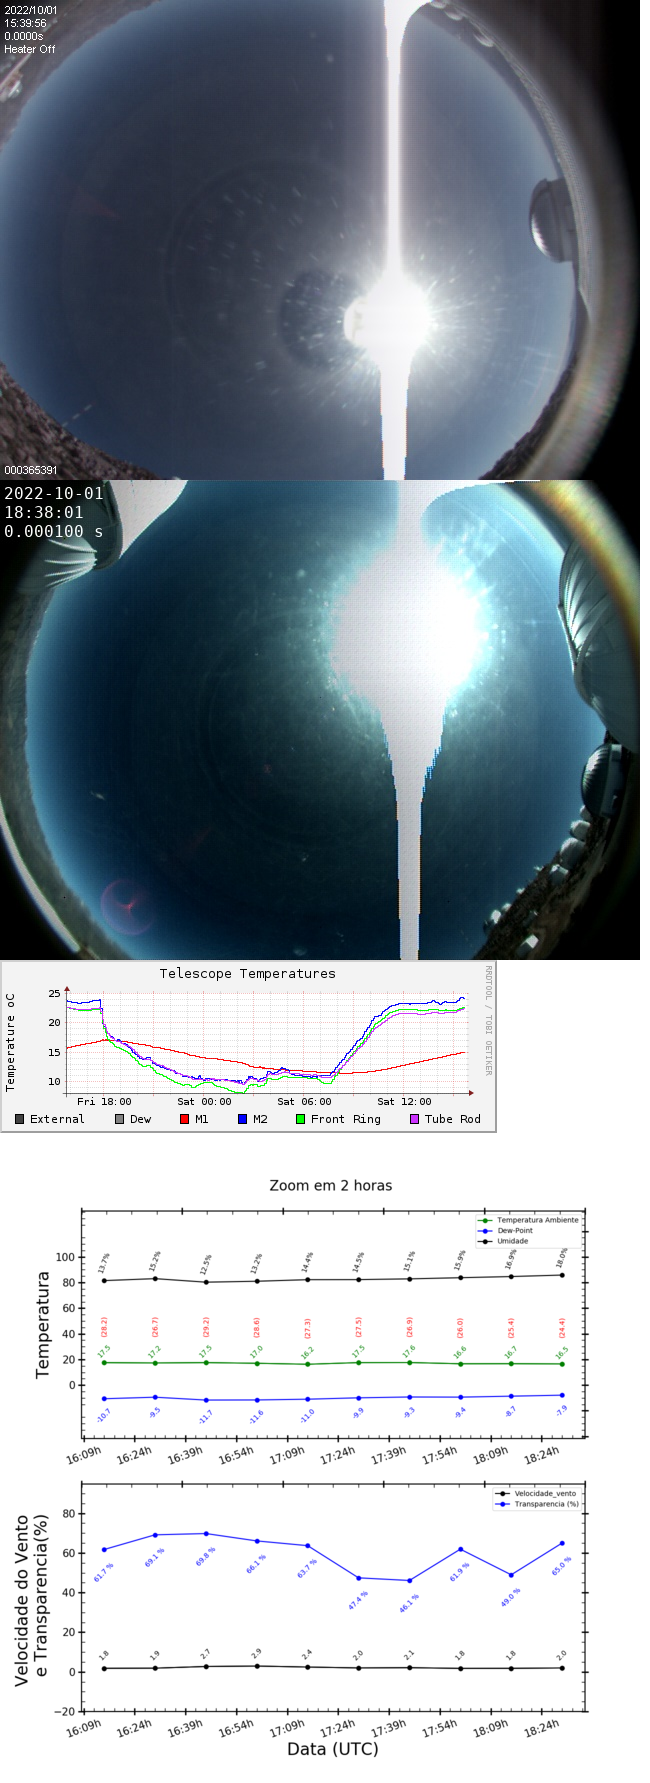 2022/10/01
15:39:56
0.0000s
Heater Off
000365391
2022-10-01
18:38:01
0.000100 s
Telescope Temperatures
Temperature oC
25
20
15
10
Fri 18:00 Sat 00:00 Sat 06:00 Sat 12:00
External Dew M1 M2 Front Ring Tube Rod
RRDTOOL / TOBI OETIKER
Zoom em 2 horas
Temperatura
Temperatura Ambiente
Dew-Point
Umidade
100
80
60
40
20
0
13.7% 15.2% 12.5% 13.2% 14.4% 14.5% 15.1% 15.9% 16.9% 18.0%
(28.2) (26.7) (29.2) (28.6) (27.3) (27.5) (26.9) (26.0) (25.4) (24.4)
17.5 17.2 17.5 17.0 16.2 17.5 17.6 16.6 16.7 16.5
-10.7 -9.5 -11.7 -11.6 -11.0 -9.9 -9.3 -9.4 -8.7 -7.9
16:09h 16:24h 16:39h 16:54h 17:09h 17:24h 17:39h 17:54h 18:09h 18:24h
Velocidade do Vento
e Transparencia(%)
Velocidade_vento
Transparencia (%)
80
60
40
20
0
−20
61.7 % 69.1 % 69.8 % 66.1 % 63.7 % 47.4 % 46.1 % 61.9 % 49.0 % 65.0 %
1.8 1.9 2.7 2.9 2.4 2.0 2.1 1.8 1.8 2.0
16:09h 16:24h 16:39h 16:54h 17:09h 17:24h 17:39h 17:54h 18:09h 18:24h
Data (UTC)